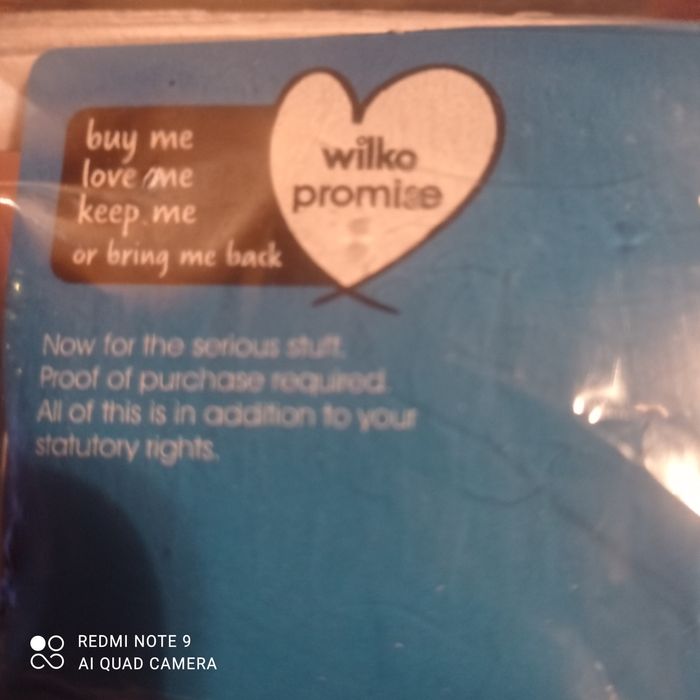 buy me
love me
keep me
or bring me back
wilko
promise
Now for the serious stuff.
Proof of purchase required.
All of this is in addition to your
statutory rights.
REDMI NOTE 9
AI QUAD CAMERA